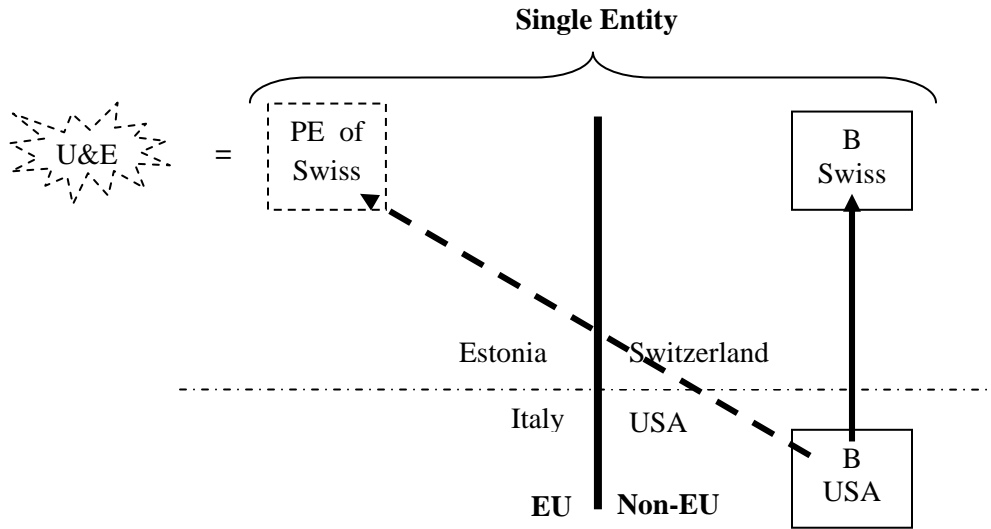 Single Entity
U&E
=
PE of
Swiss
B
Swiss
Estonia
Switzerland
Italy
USA
B
USA
EU
Non-EU